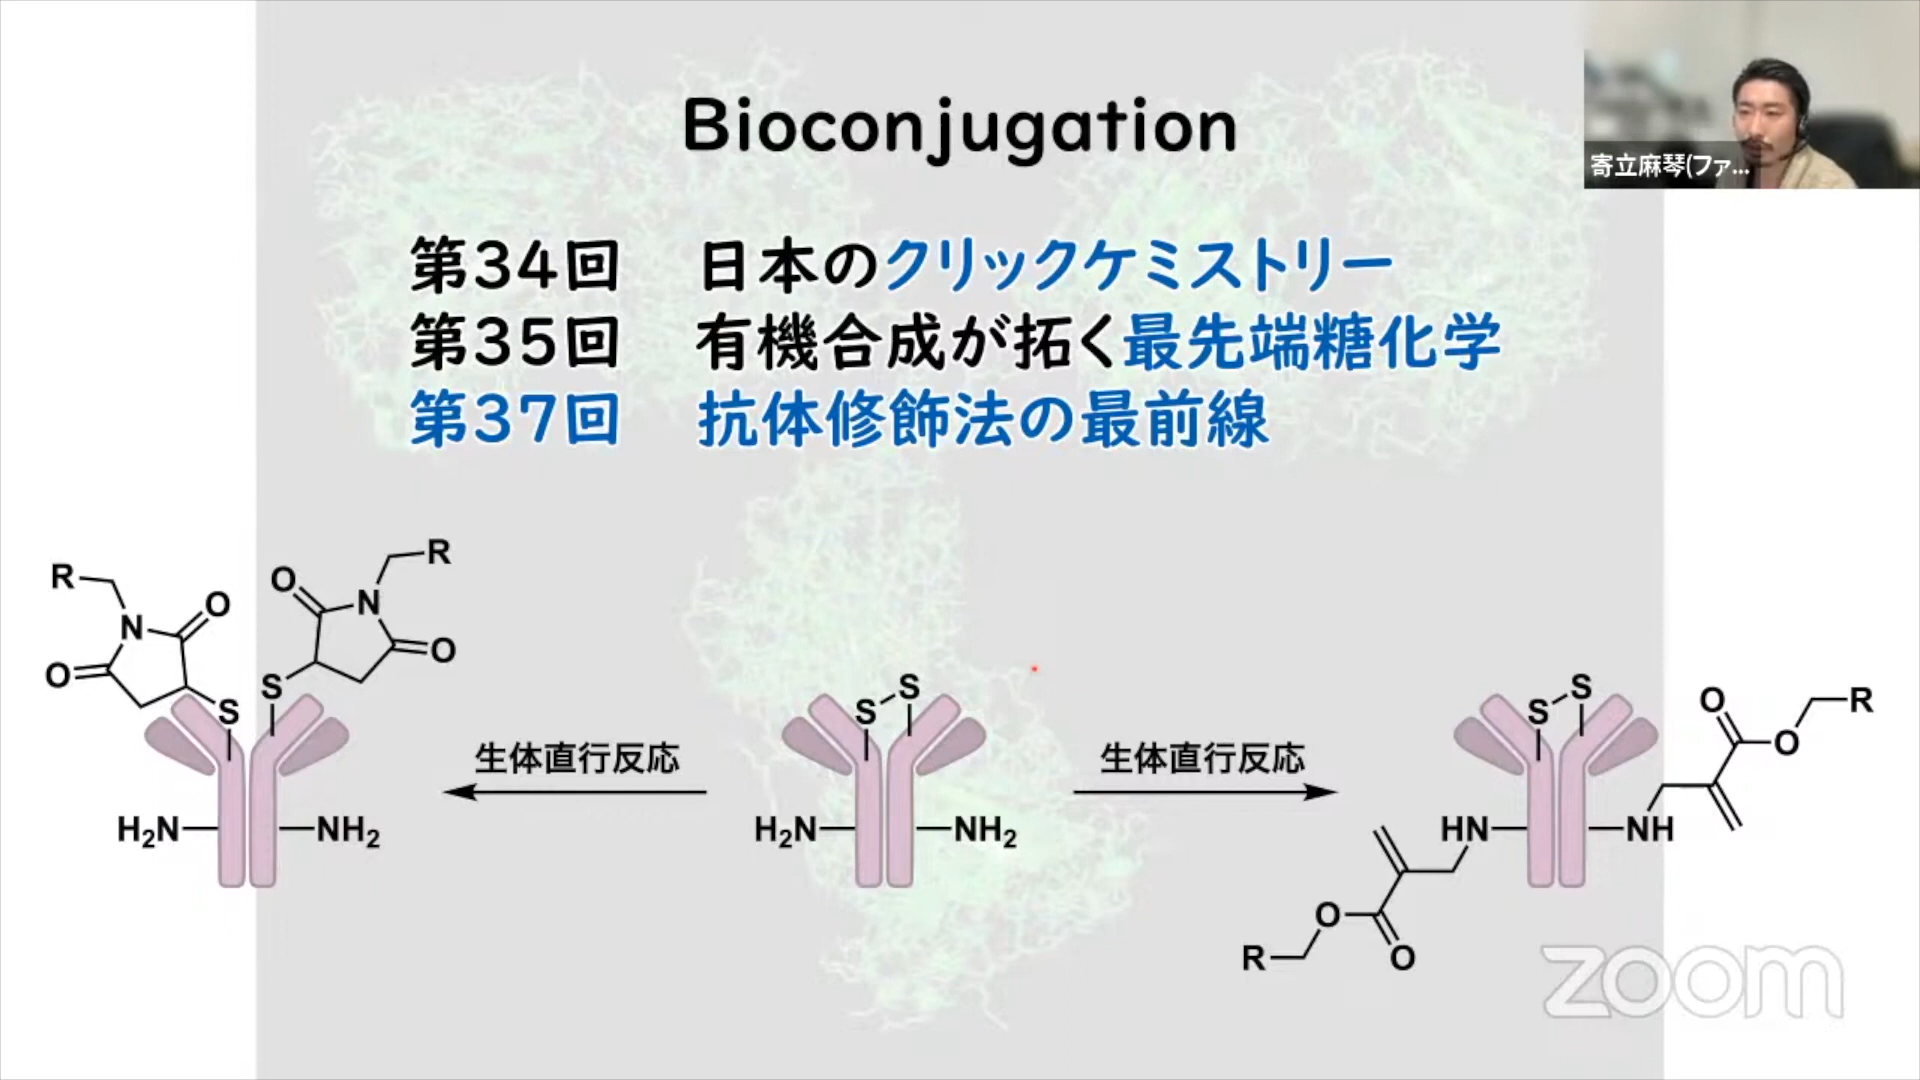 Bioconjugation
寄立麻琴(ファ...
第34回 日本のクリックケミストリー
第35回 有機合成が拓く最先端糖化学
第37回 抗体修飾法の最前線
R
N
O
O
S
O
N
R
O
S
H₂N
NH₂
生体直行反応
S
S
H₂N
NH₂
生体直行反応
S
S
O
O
R
HN
NH
O
O
R
zoom